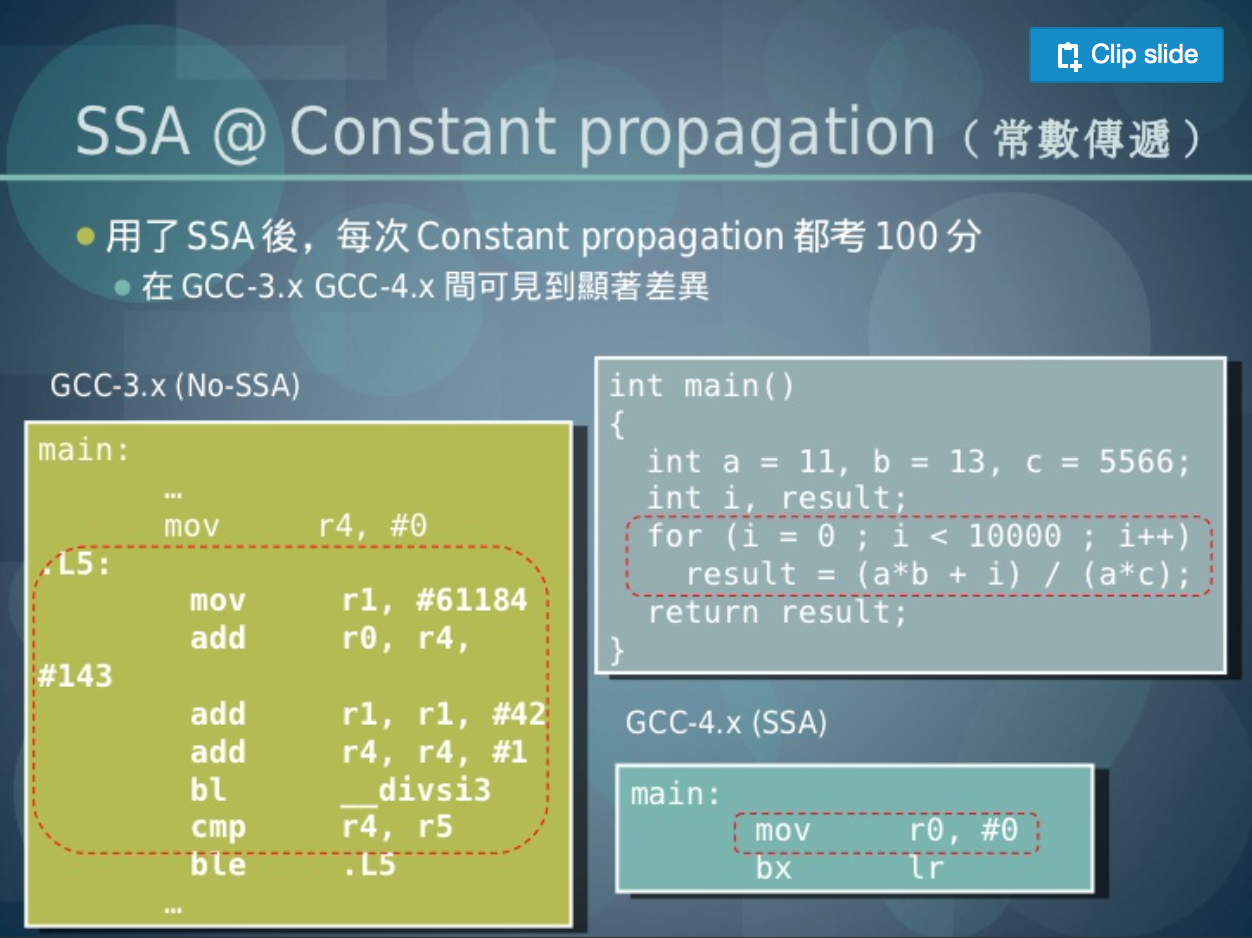 Clip slide
SSA @ Constant propagation（常數傳遞）
用了 SSA 後，每次 Constant propagation 都考 100 分
在 GCC-3.x GCC-4.x 間可見到顯著差異
GCC-3.x (No-SSA)
main:
…
mov r4, #0
.L5:
mov r1, #61184
add r0, r4,
#143
add r1, r1, #42
add r4, r4, #1
bl __divsi3
cmp r4, r5
ble .L5
…
int main()
{
int a = 11, b = 13, c = 5566;
int i, result;
for (i = 0 ; i < 10000 ; i++)
result = (a*b + i) / (a*c);
return result;
}
GCC-4.x (SSA)
main:
mov r0, #0
bx lr